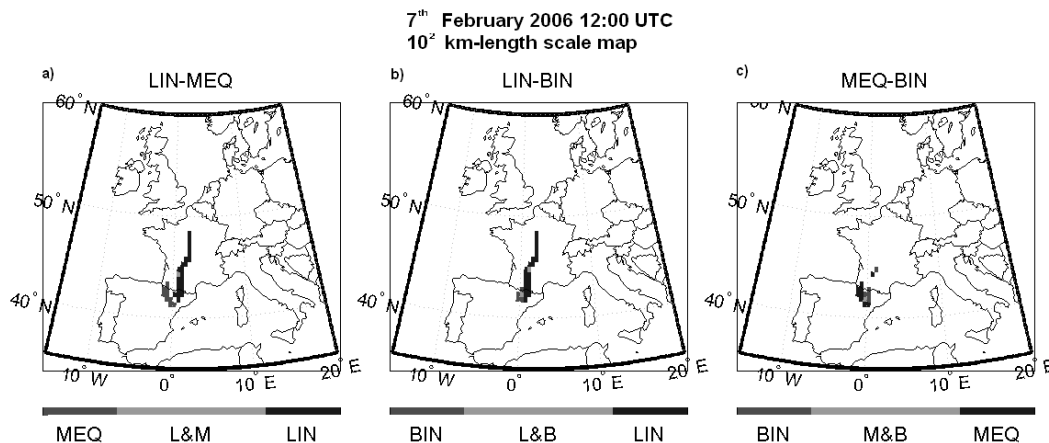 7th February 2006 12:00 UTC
10² km-length scale map
a) LIN-MEQ
b) LIN-BIN
c) MEQ-BIN
60°N
50°N
40°N
10°W 0° 10°E 20°E
MEQ L&M LIN
60°N
50°N
40°N
10°W 0° 10°E 20°E
BIN L&B LIN
50°N
40°N
10°W 0° 10°E 20°E
BIN M&B MEQ